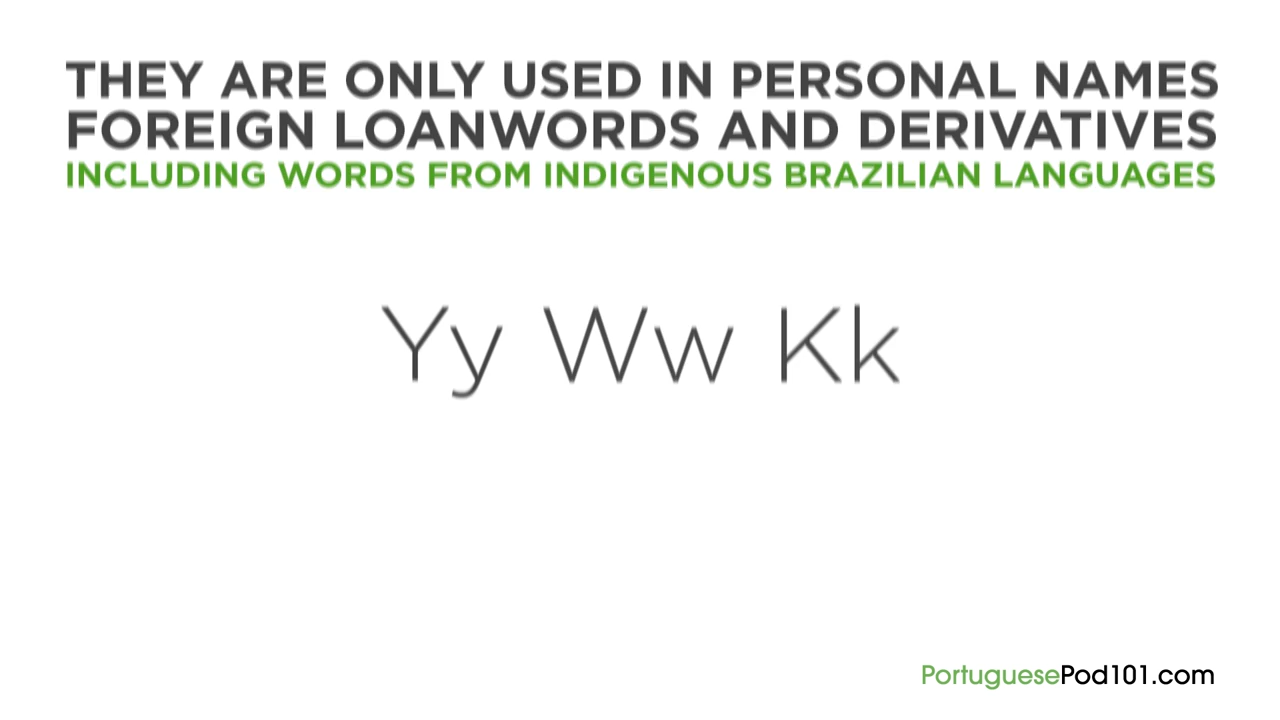 THEY ARE ONLY USED IN PERSONAL NAMES
FOREIGN LOANWORDS AND DERIVATIVES
INCLUDING WORDS FROM INDIGENOUS BRAZILIAN LANGUAGES
Yy Ww Kk
PortuguesePod101.com